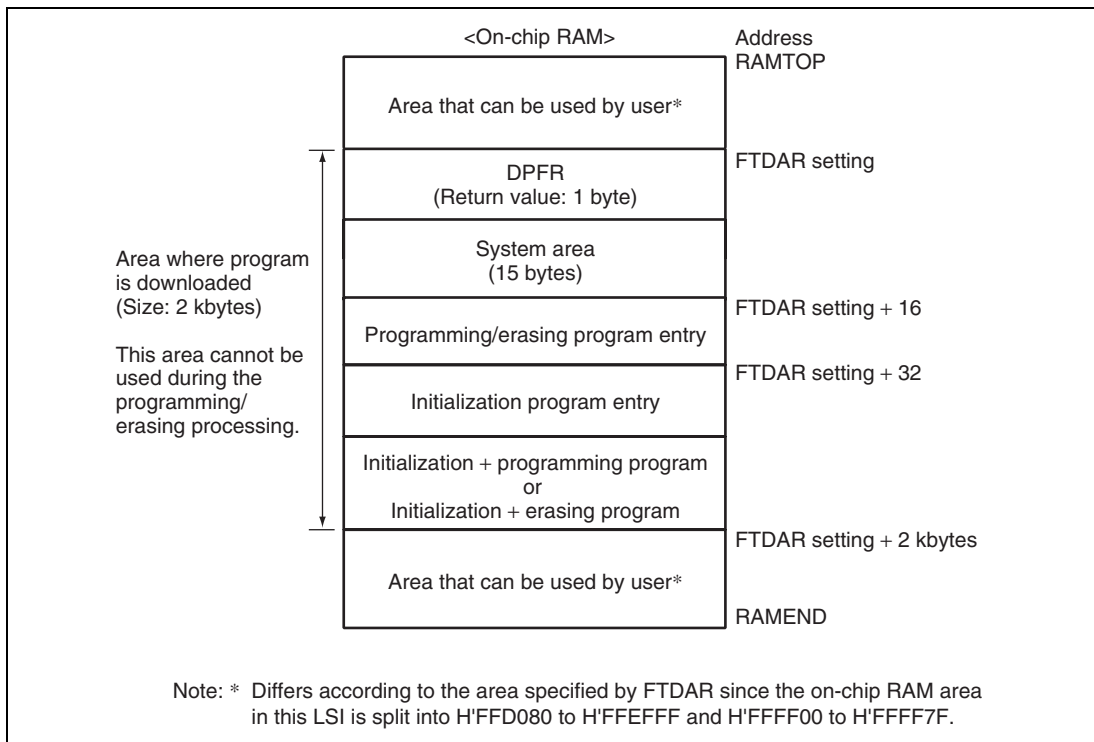 <On-chip RAM>
Address
RAMTOP
Area that can be used by user*
FTDAR setting
DPFR
(Return value: 1 byte)
System area
(15 bytes)
Area where program
is downloaded
(Size: 2 kbytes)
This area cannot be
used during the
programming/
erasing processing.
FTDAR setting + 16
Programming/erasing program entry
FTDAR setting + 32
Initialization program entry
Initialization + programming program
or
Initialization + erasing program
FTDAR setting + 2 kbytes
Area that can be used by user*
RAMEND
Note: * Differs according to the area specified by FTDAR since the on-chip RAM area
in this LSI is split into H'FFD080 to H'FFEFFF and H'FFFF00 to H'FFFF7F.